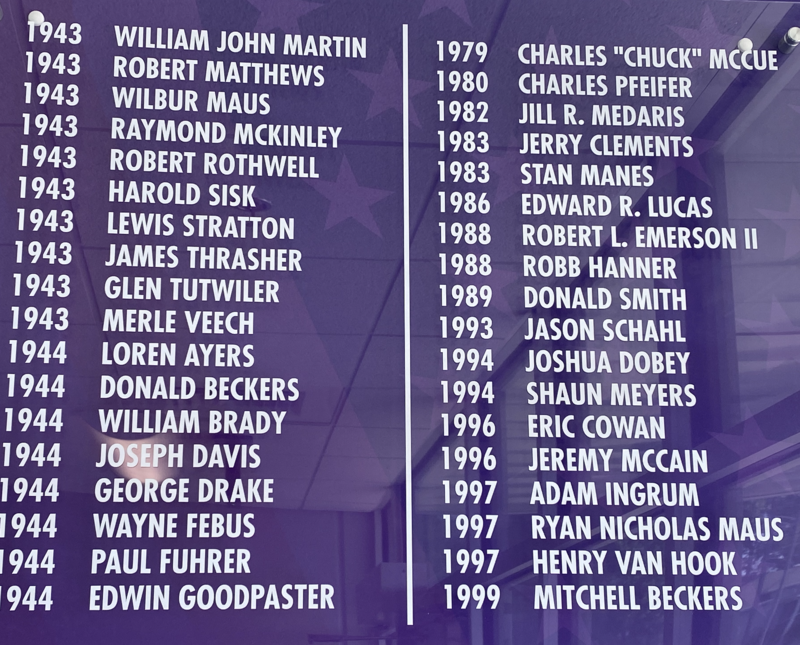 1943 WILLIAM JOHN MARTIN
1943 ROBERT MATTHEWS
1943 WILBUR MAUS
1943 RAYMOND MCKINLEY
1943 ROBERT ROTHWELL
1943 HAROLD SISK
1943 LEWIS STRATTON
1943 JAMES THRASHER
1943 GLEN TUTWILER
1943 MERLE VEECH
1944 LOREN AYERS
1944 DONALD BECKERS
1944 WILLIAM BRADY
1944 JOSEPH DAVIS
1944 GEORGE DRAKE
1944 WAYNE FEBUS
1944 PAUL FUHRER
1944 EDWIN GOODPASTER
1979 CHARLES "CHUCK" MCCUE
1980 CHARLES PFEIFER
1982 JILL R. MEDARIS
1983 JERRY CLEMENTS
1983 STAN MANES
1986 EDWARD R. LUCAS
1988 ROBERT L. EMERSON II
1988 ROBB HANNER
1989 DONALD SMITH
1993 JASON SCHAHL
1994 JOSHUA DOBEY
1994 SHAUN MEYERS
1996 ERIC COWAN
1996 JEREMY MCCAIN
1997 ADAM INGRUM
1997 RYAN NICHOLAS MAUS
1997 HENRY VAN HOOK
1999 MITCHELL BECKERS